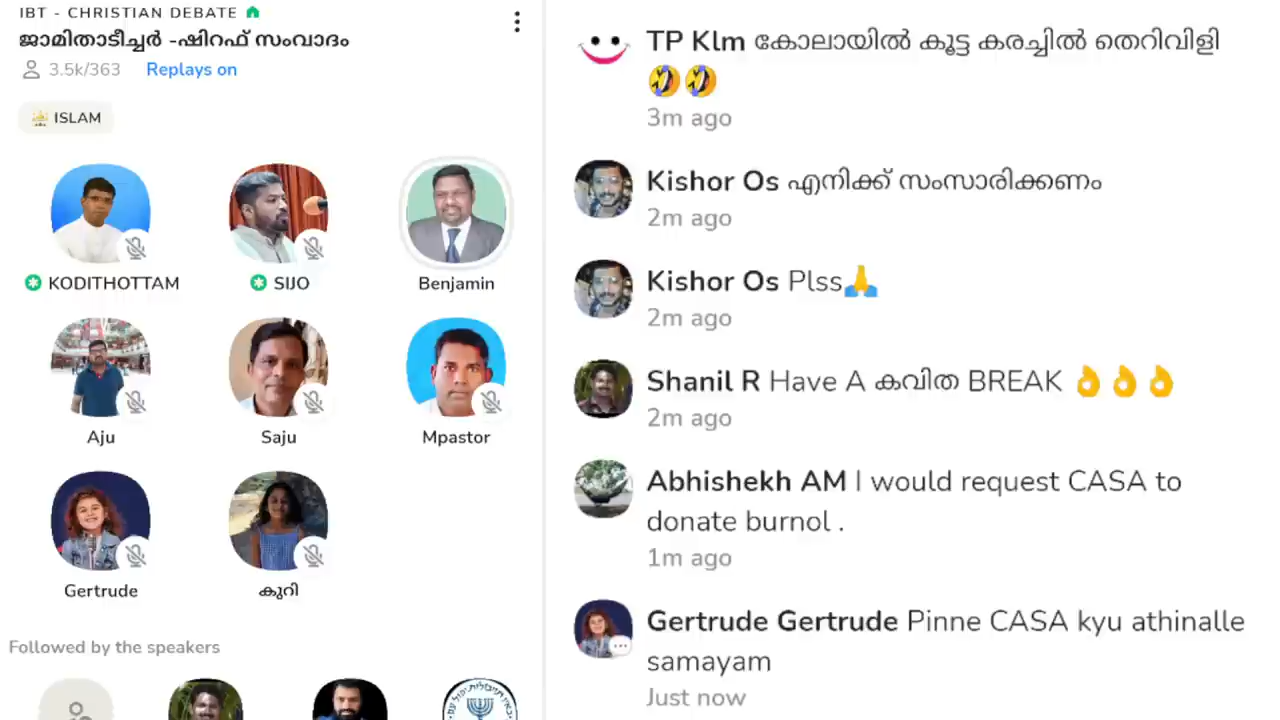 IBT - CHRISTIAN DEBATE
ജാമിതാടീച്ചർ -ഷിറഫ് സംവാദം
3.5k/363 Replays on
ISLAM
KODITHOTTAM
SIJO
Benjamin
Aju
Saju
Mpastor
Gertrude
കുറി
Followed by the speakers
TP Klm കോലായിൽ കൂട്ട കരച്ചിൽ തെറിവിളി
🤣🤣
3m ago
Kishor Os എനിക്ക് സംസാരിക്കണം
2m ago
Kishor Os Plss🙏
2m ago
Shanil R Have A കവിത BREAK 👌👌👌
2m ago
Abhishekh AM I would request CASA to
donate burnol .
1m ago
Gertrude Gertrude Pinne CASA kyu athinalle
samayam
Just now